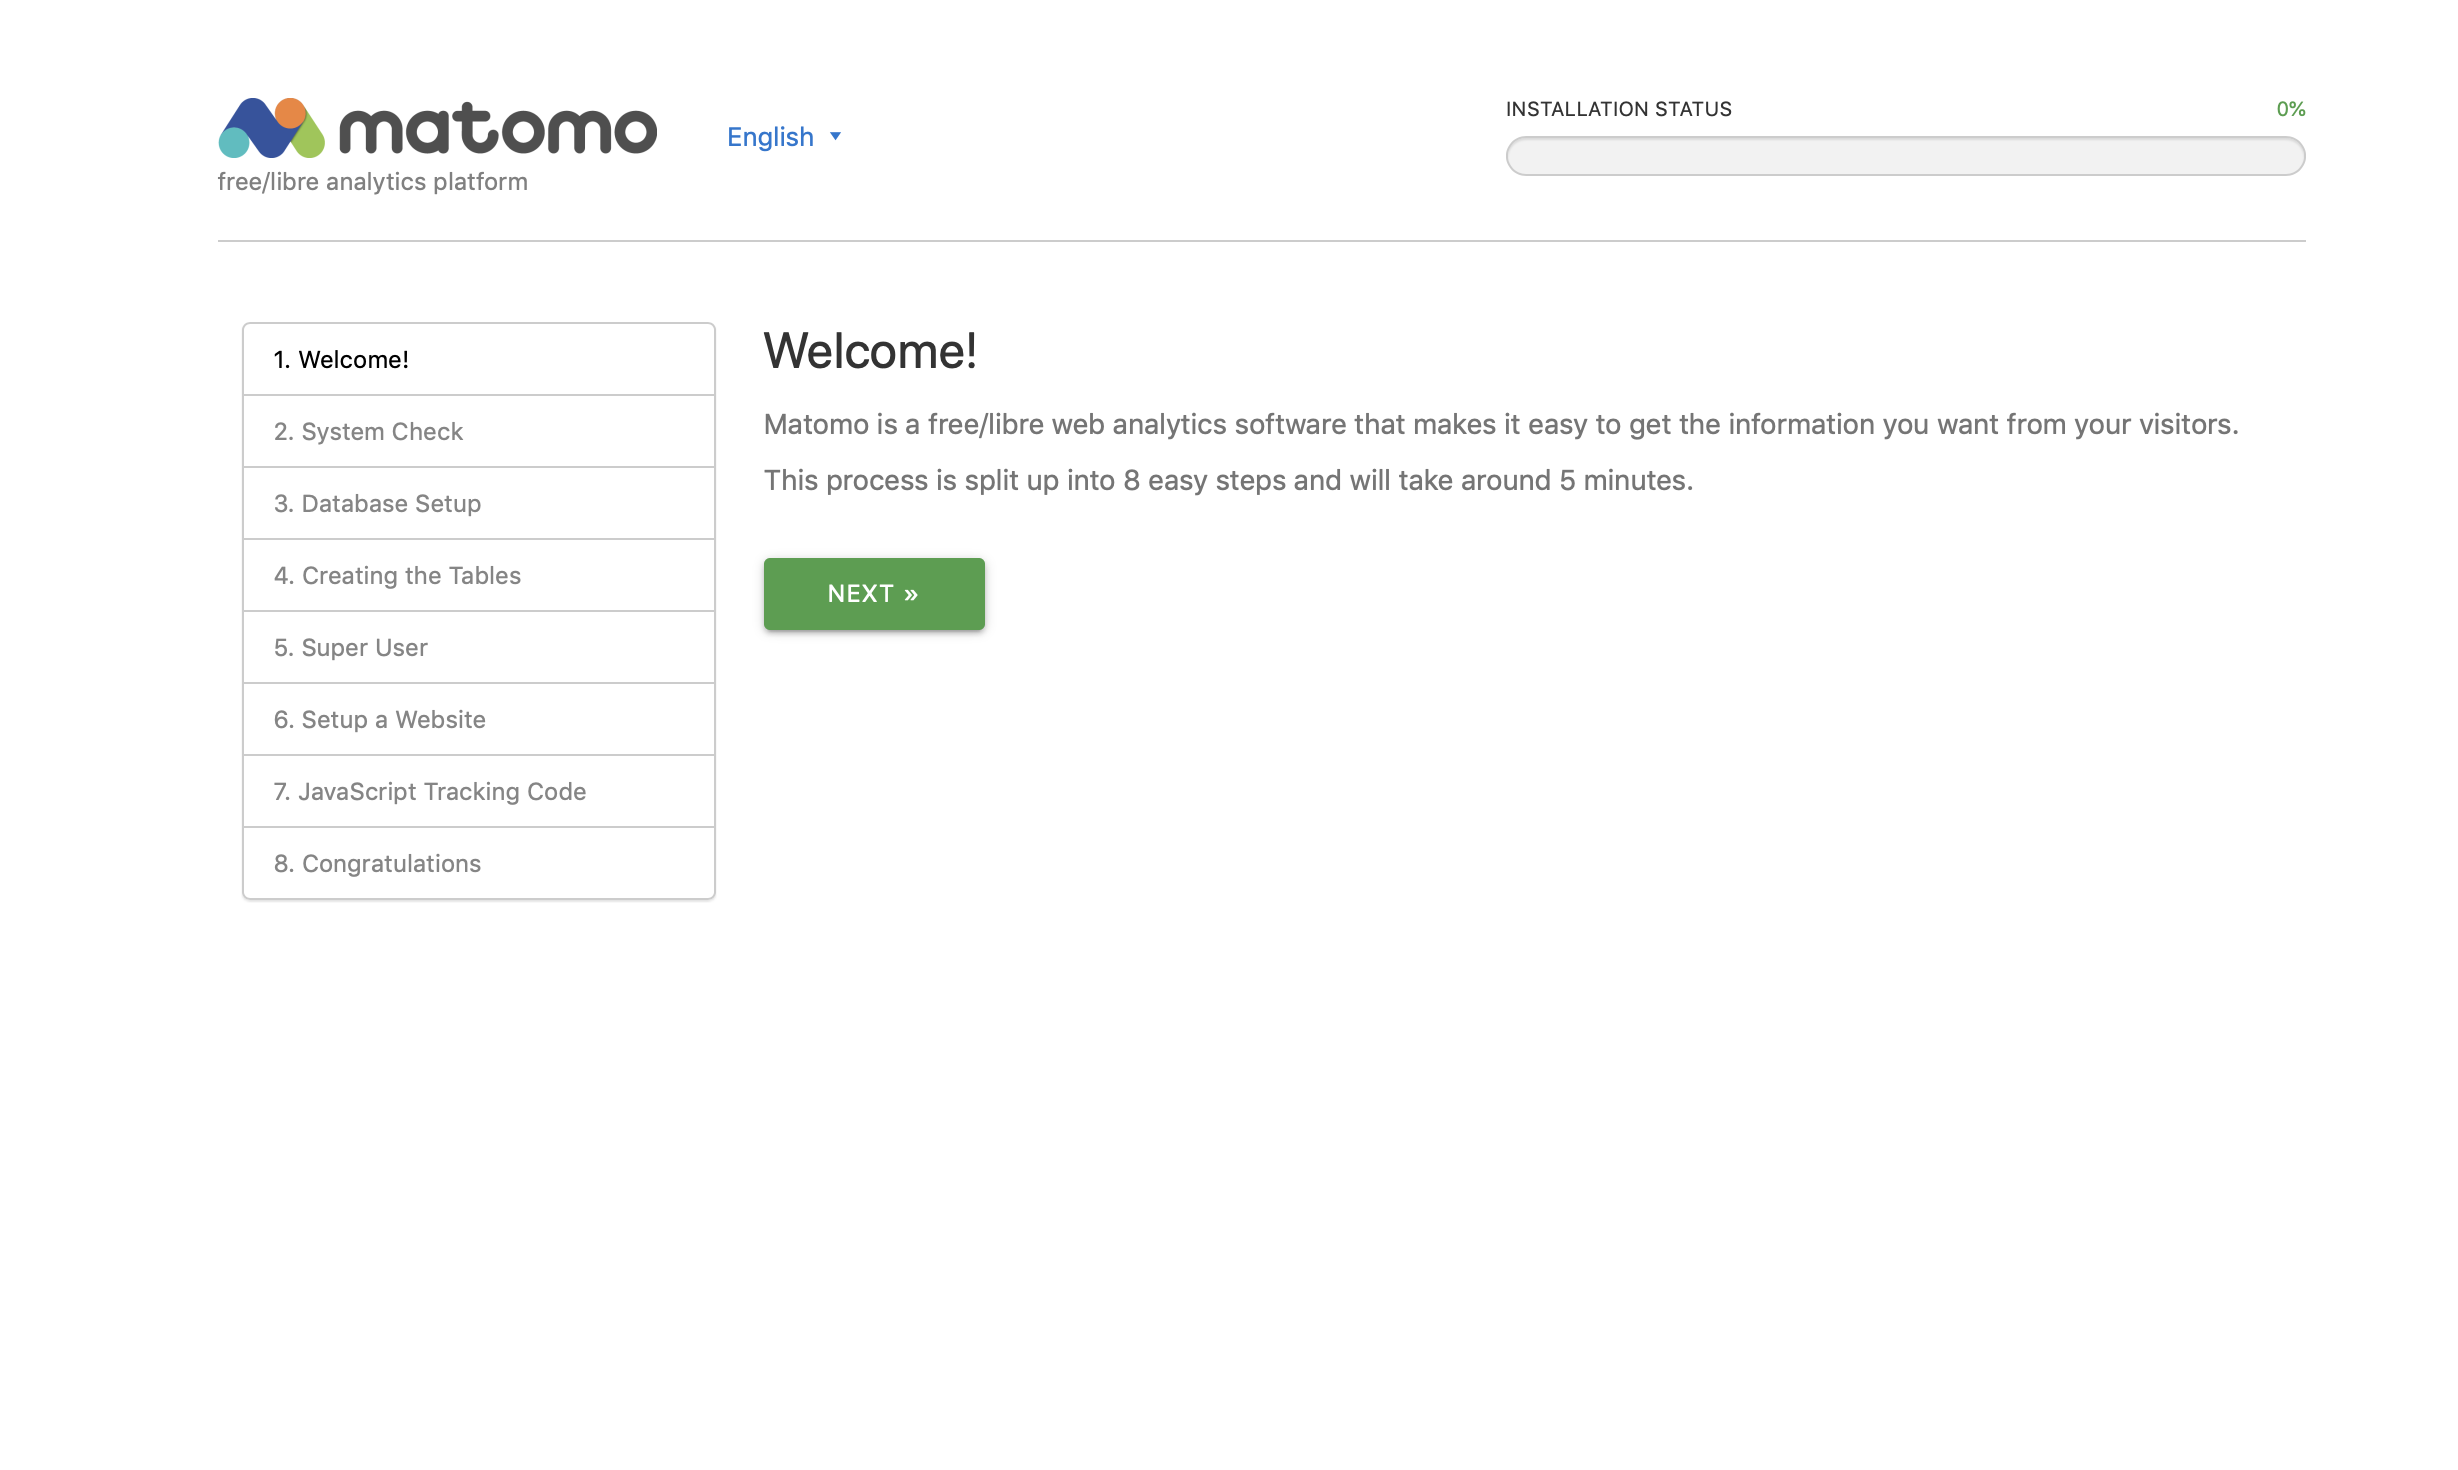 matomo
free/libre analytics platform
English
INSTALLATION STATUS
0%
1. Welcome!
2. System Check
3. Database Setup
4. Creating the Tables
5. Super User
6. Setup a Website
7. JavaScript Tracking Code
8. Congratulations
Welcome!
Matomo is a free/libre web analytics software that makes it easy to get the information you want from your visitors.
This process is split up into 8 easy steps and will take around 5 minutes.
NEXT »